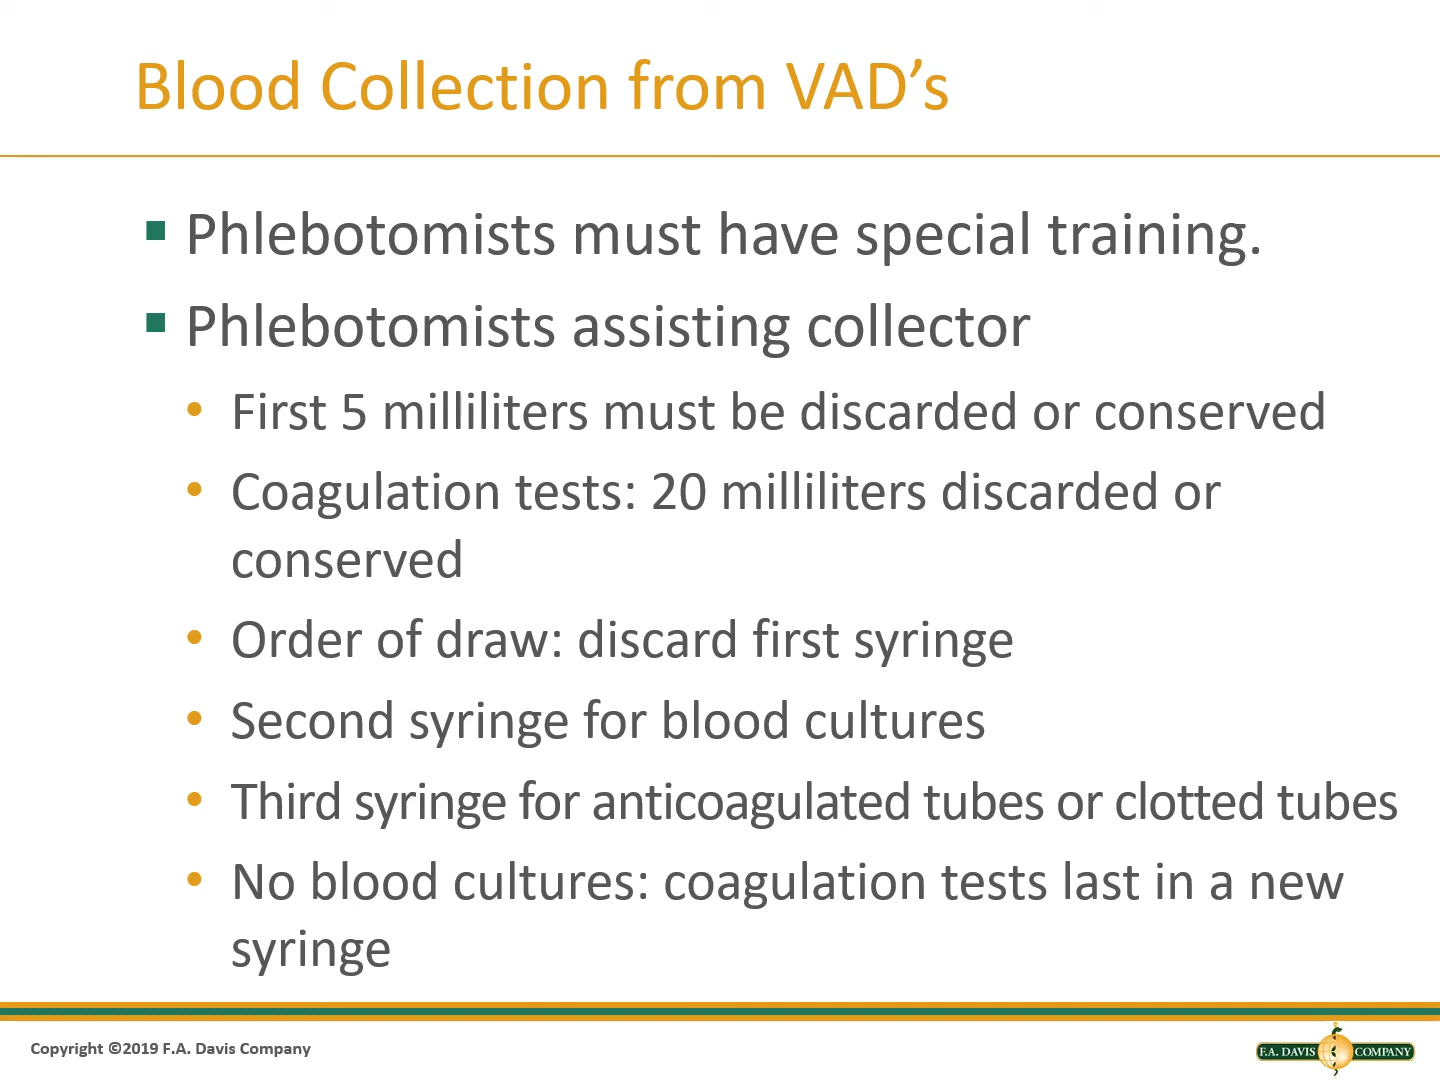 Blood Collection from VAD’s
▪ Phlebotomists must have special training.
▪ Phlebotomists assisting collector
• First 5 milliliters must be discarded or conserved
• Coagulation tests: 20 milliliters discarded or
conserved
• Order of draw: discard first syringe
• Second syringe for blood cultures
• Third syringe for anticoagulated tubes or clotted tubes
• No blood cultures: coagulation tests last in a new
syringe
Copyright ©2019 F.A. Davis Company
F.A. DAVIS COMPANY